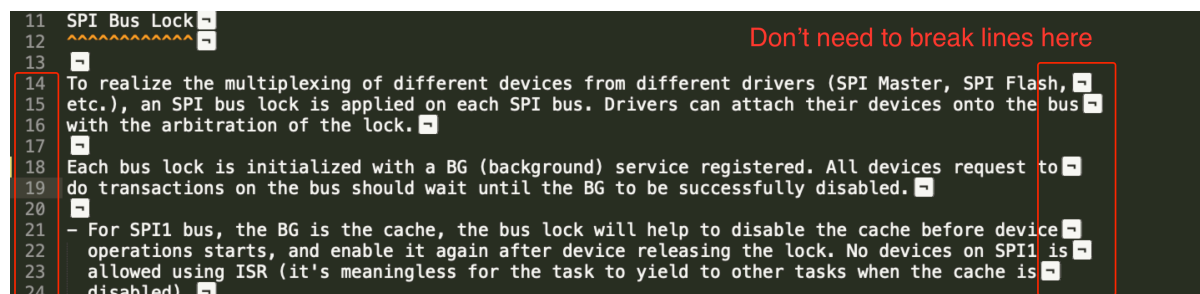 11 SPI Bus Lock¬
12 ^^^^^^^^^^^^¬
Don't need to break lines here
13 ¬
14 To realize the multiplexing of different devices from different drivers (SPI Master, SPI Flash,¬
15 etc.), an SPI bus lock is applied on each SPI bus. Drivers can attach their devices onto the bus¬
16 with the arbitration of the lock.¬
17 ¬
18 Each bus lock is initialized with a BG (background) service registered. All devices request to¬
19 do transactions on the bus should wait until the BG to be successfully disabled.¬
20 ¬
21 - For SPI1 bus, the BG is the cache, the bus lock will help to disable the cache before device¬
22 operations starts, and enable it again after device releasing the lock. No devices on SPI1 is¬
23 allowed using ISR (it's meaningless for the task to yield to other tasks when the cache is¬
24 disabled).¬